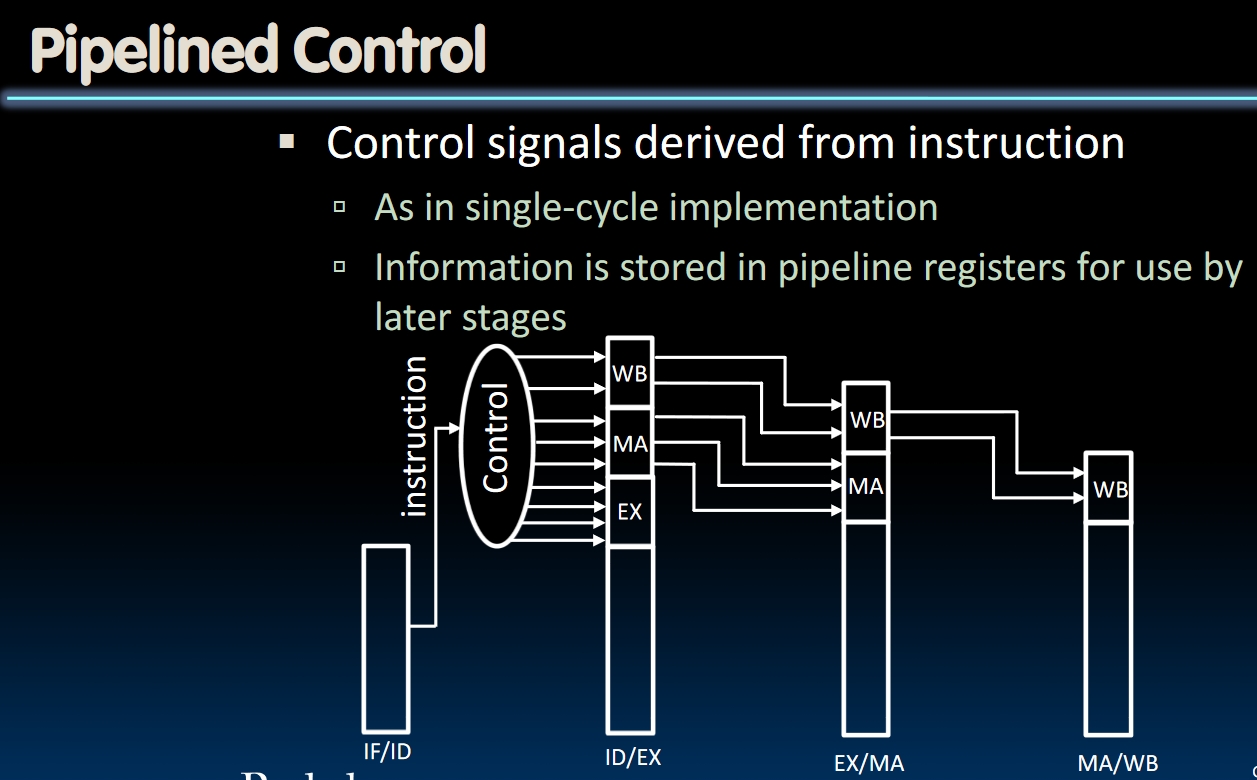 Pipelined Control
Control signals derived from instruction
As in single-cycle implementation
Information is stored in pipeline registers for use by
later stages
instruction
Control
WB
MA
EX
WB
MA
WB
IF/ID
ID/EX
EX/MA
MA/WB